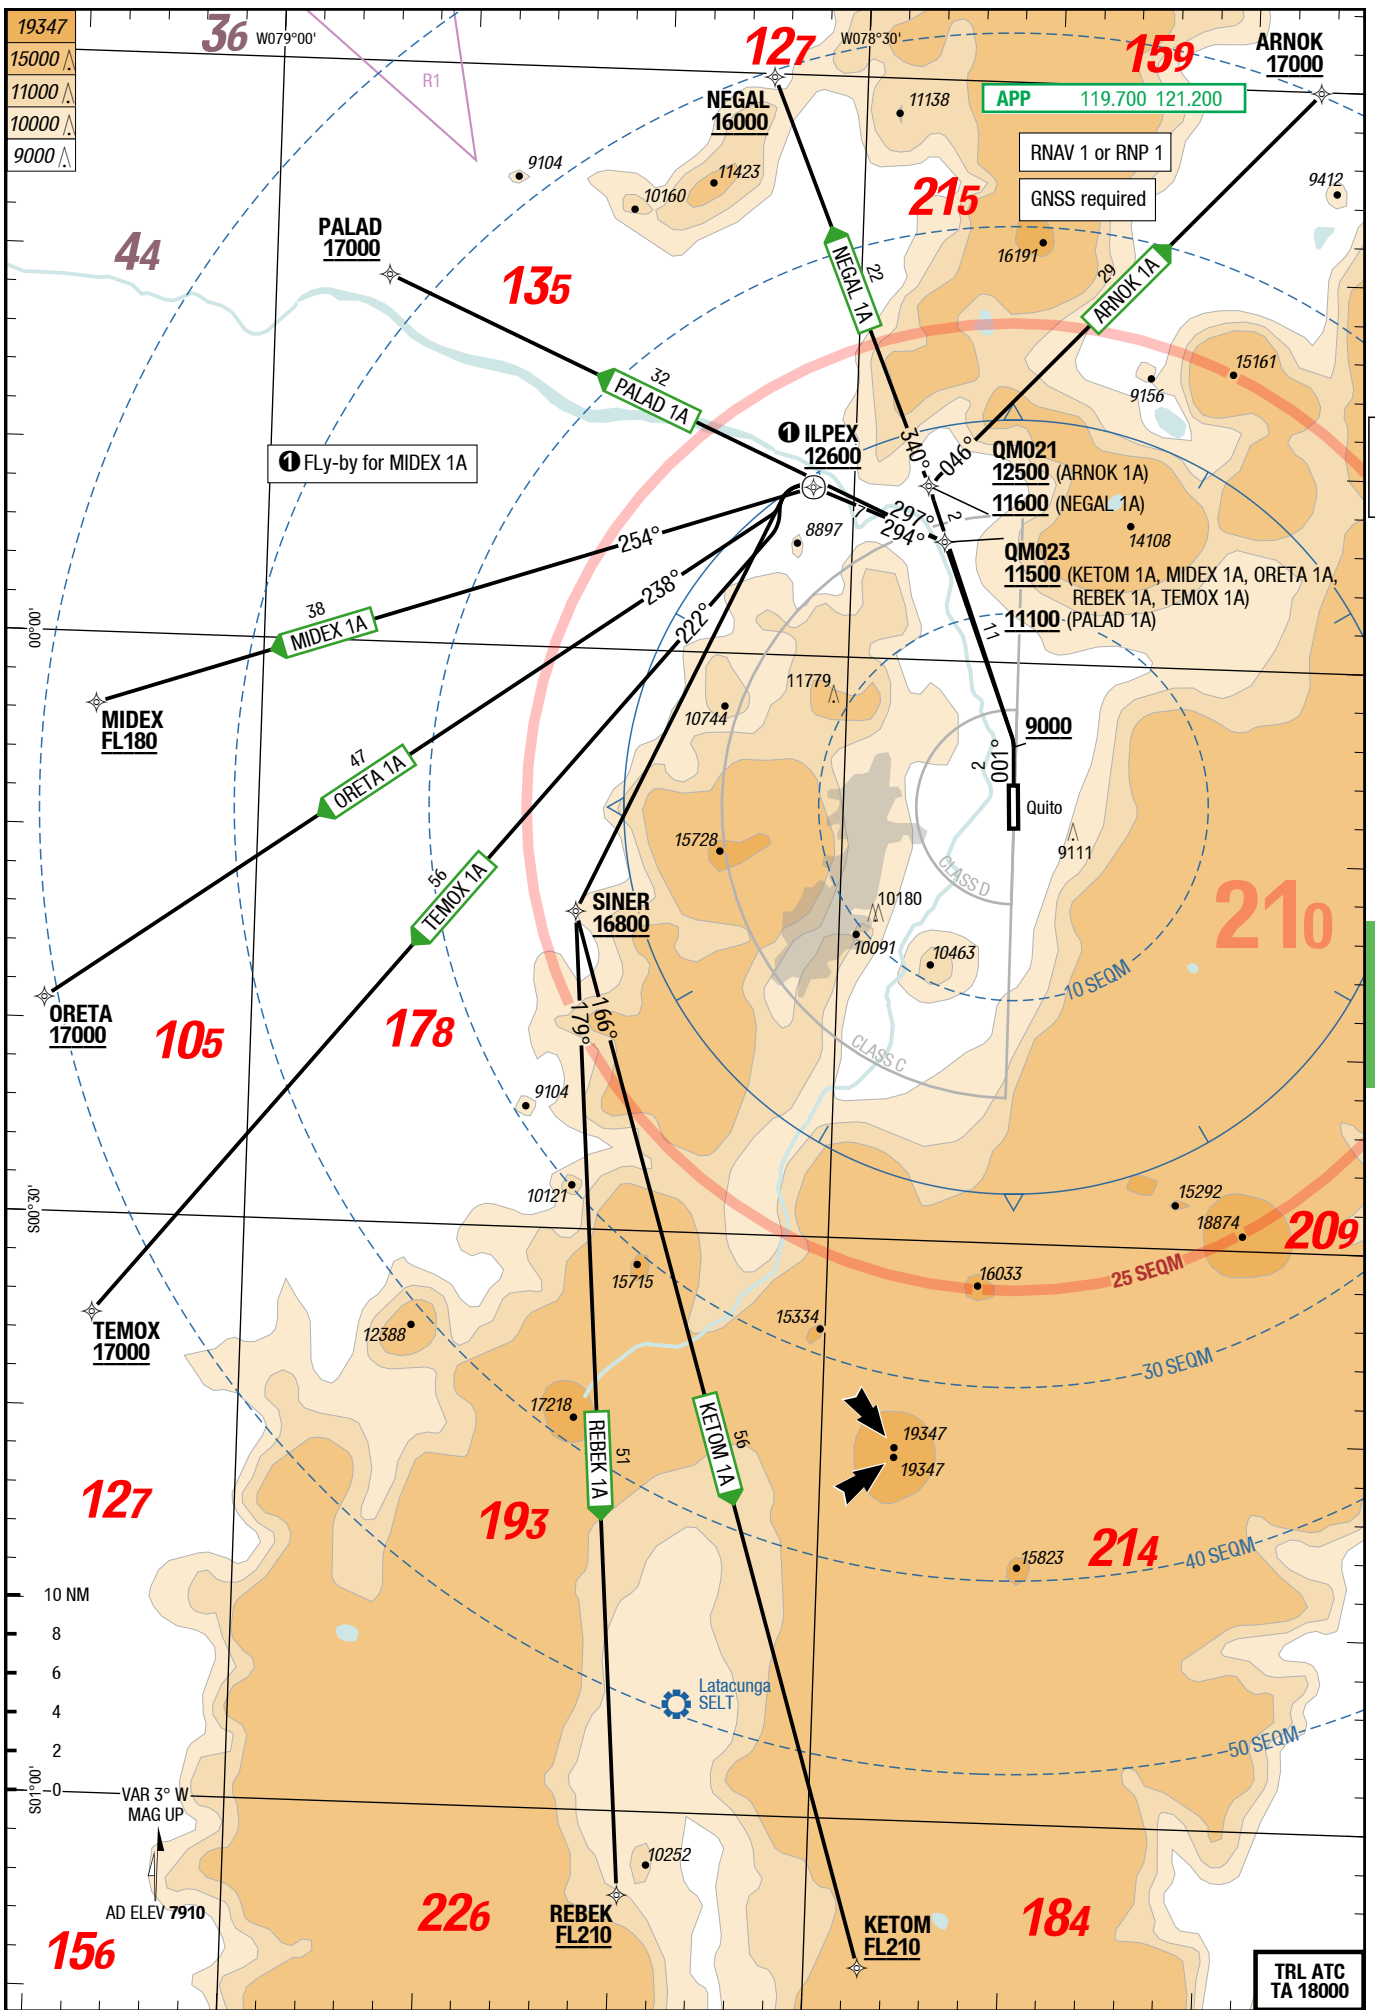 19347
15000
11000
10000
9000
36
W079°00'
R1
127
W078°30'
159
ARNOK
17000
NEGAL
16000
11138
APP 119.700 121.200
RNAV 1 or RNP 1
GNSS required
9104
11423
10160
215
9412
PALAD
17000
44
135
16191
22
NEGAL 1A
29
ARNOK 1A
32
PALAD 1A
15161
9156
❶ ILPEX
12600
❶ FLy-by for MIDEX 1A
340°
046°
QM021
12500 (ARNOK 1A)
11600 (NEGAL 1A)
297°
294°
7
2
14108
8897
254°
QM023
11500 (KETOM 1A, MIDEX 1A, ORETA 1A,
REBEK 1A, TEMOX 1A)
11100 (PALAD 1A)
238°
222°
38
MIDEX 1A
11
00°00'
11779
10744
MIDEX
FL180
9000
2
001°
47
ORETA 1A
Quito
15728
9111
56
TEMOX 1A
CLASS D
SINER
16800
10180
10091
10463
210
10 SEQM
ORETA
17000
105
178
179°
166°
CLASS C
9104
10121
S00°30'
15292
18874
209
15715
16033
25 SEQM
TEMOX
17000
12388
15334
30 SEQM
17218
REBEK 1A
51
KETOM 1A
56
19347
19347
127
193
214
15823
40 SEQM
10 NM
8
6
4
2
0
Latacunga
SELT
50 SEQM
S01°00'
VAR 3° W
MAG UP
10252
AD ELEV 7910
226
REBEK
FL210
KETOM
FL210
184
156
TRL ATC
TA 18000